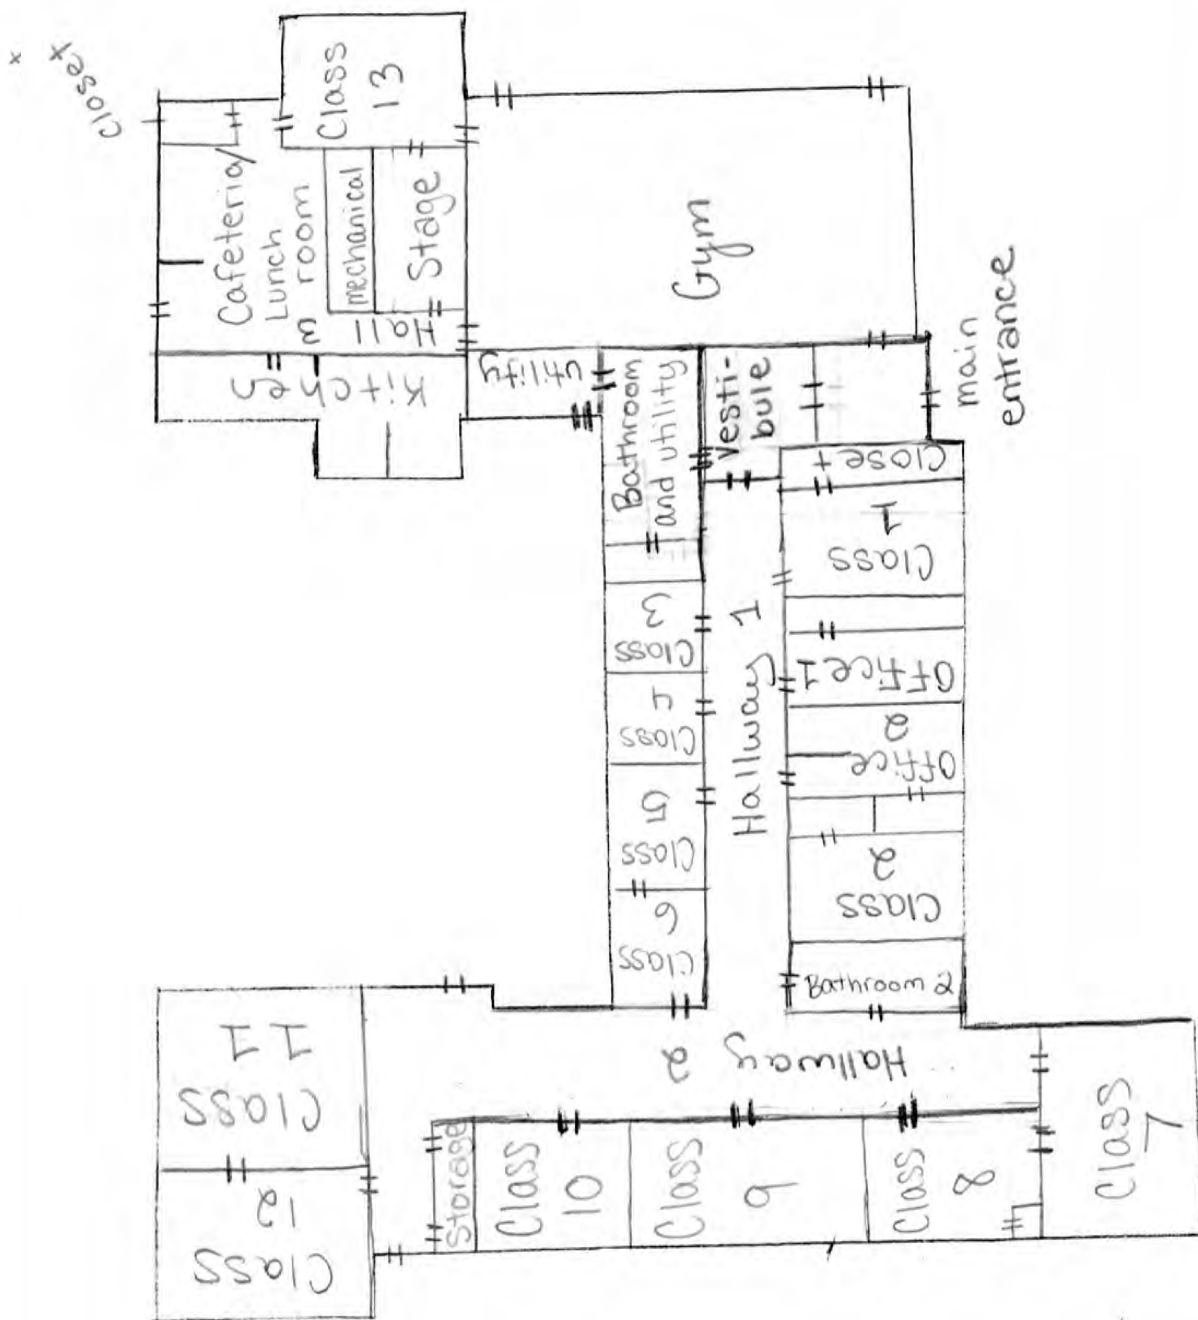 x
Closet
Class
13
Cafeteria/
Lunch
room
mechanical
Stage
Hall
3
Kitchen
utility
Gym
Bathroom
and utility
Vesti-
bule
main
entrance
Closet
Class
1
Office 1
Office
2
Class
2
Bathroom 2
Hallway 1
Class
3
Class
4
Class
5
Class
6
Hallway 2
Class
11
Class
12
Storage
Class
10
Class
9
Class
8
Class
7